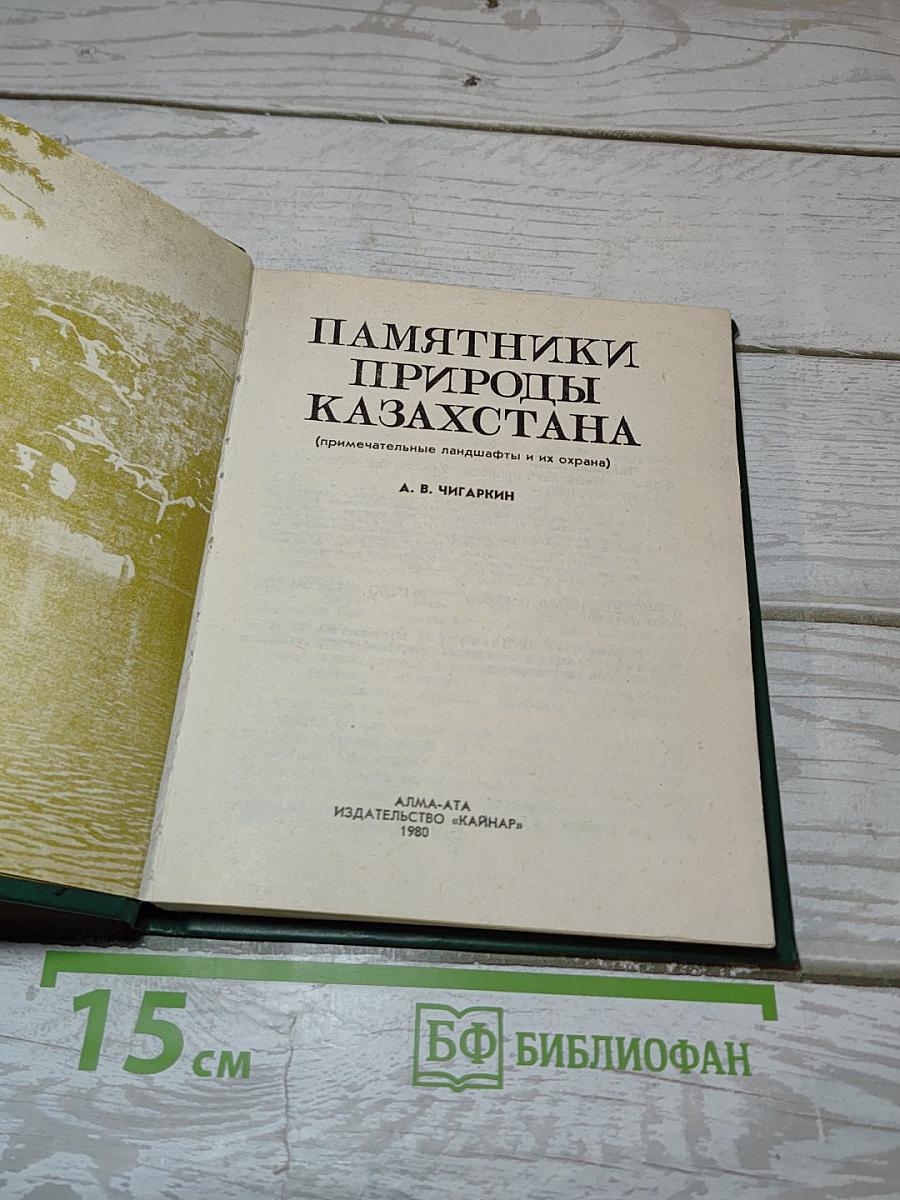 ПАМЯТНИКИ
ПРИРОДЫ
КАЗАХСТАНА
(примечательные ландшафты и их охрана)
А. В. ЧИГАРКИН
АЛМА-АТА
ИЗДАТЕЛЬСТВО «КАЙНАР»
1980
15 см
БФ БИБЛИОФАН